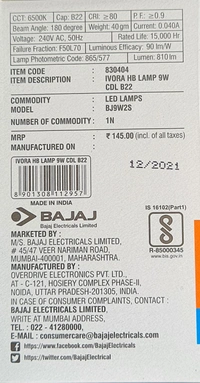 CCT: 6500K Cap: B22 CRI: ≥80 P.F.: ≥0.9
Beam Angle: 180 degree Weight: 40 gm Current: 0.040A
Voltage: 240V AC, 50Hz Rated Life: 15,000 Hr
Failure Fraction: F50L70 Luminous Efficacy: 90 lm/W
Lamp Photometric Code: 865/577 Lumen: 810 lm
ITEM CODE : 830404
ITEM DESCRIPTION : IVORA HB LAMP 9W
CDL B22
COMMODITY : LED LAMPS
MODEL : BJ9W2S
NUMBER OF COMMODITY : 1N
MRP : ₹ 145.00 (incl. of all taxes)
MANUFACTURED ON :
12/2021
IVORA HB LAMP 9W CDL B22
8901308112957
MADE IN INDIA
BAJAJ
Bajaj Electricals Limited
IS 16102(Part1)
R-85000345
www.bis.gov.in
MARKETED BY :
M/S. BAJAJ ELECTRICALS LIMITED,
# 45/47 VEER NARIMAN ROAD,
MUMBAI-400001, MAHARASHTRA.
MANUFACTURED BY :
OVERDRIVE ELECTRONICS PVT. LTD.,
AT - C-121, HOSIERY COMPLEX PHASE-II,
NOIDA, UTTAR PRADESH-201305, INDIA.
IN CASE OF CONSUMER COMPLAINTS, CONTACT :
BAJAJ ELECTRICALS LIMITED,
WRITE AT MUMBAI ADDRESS,
TEL. : 022 - 41280000,
E-MAIL : consumercare@bajajelectricals.com
https://www.facebook.com/BajajElectricals
https://twitter.com/BajajElectrical